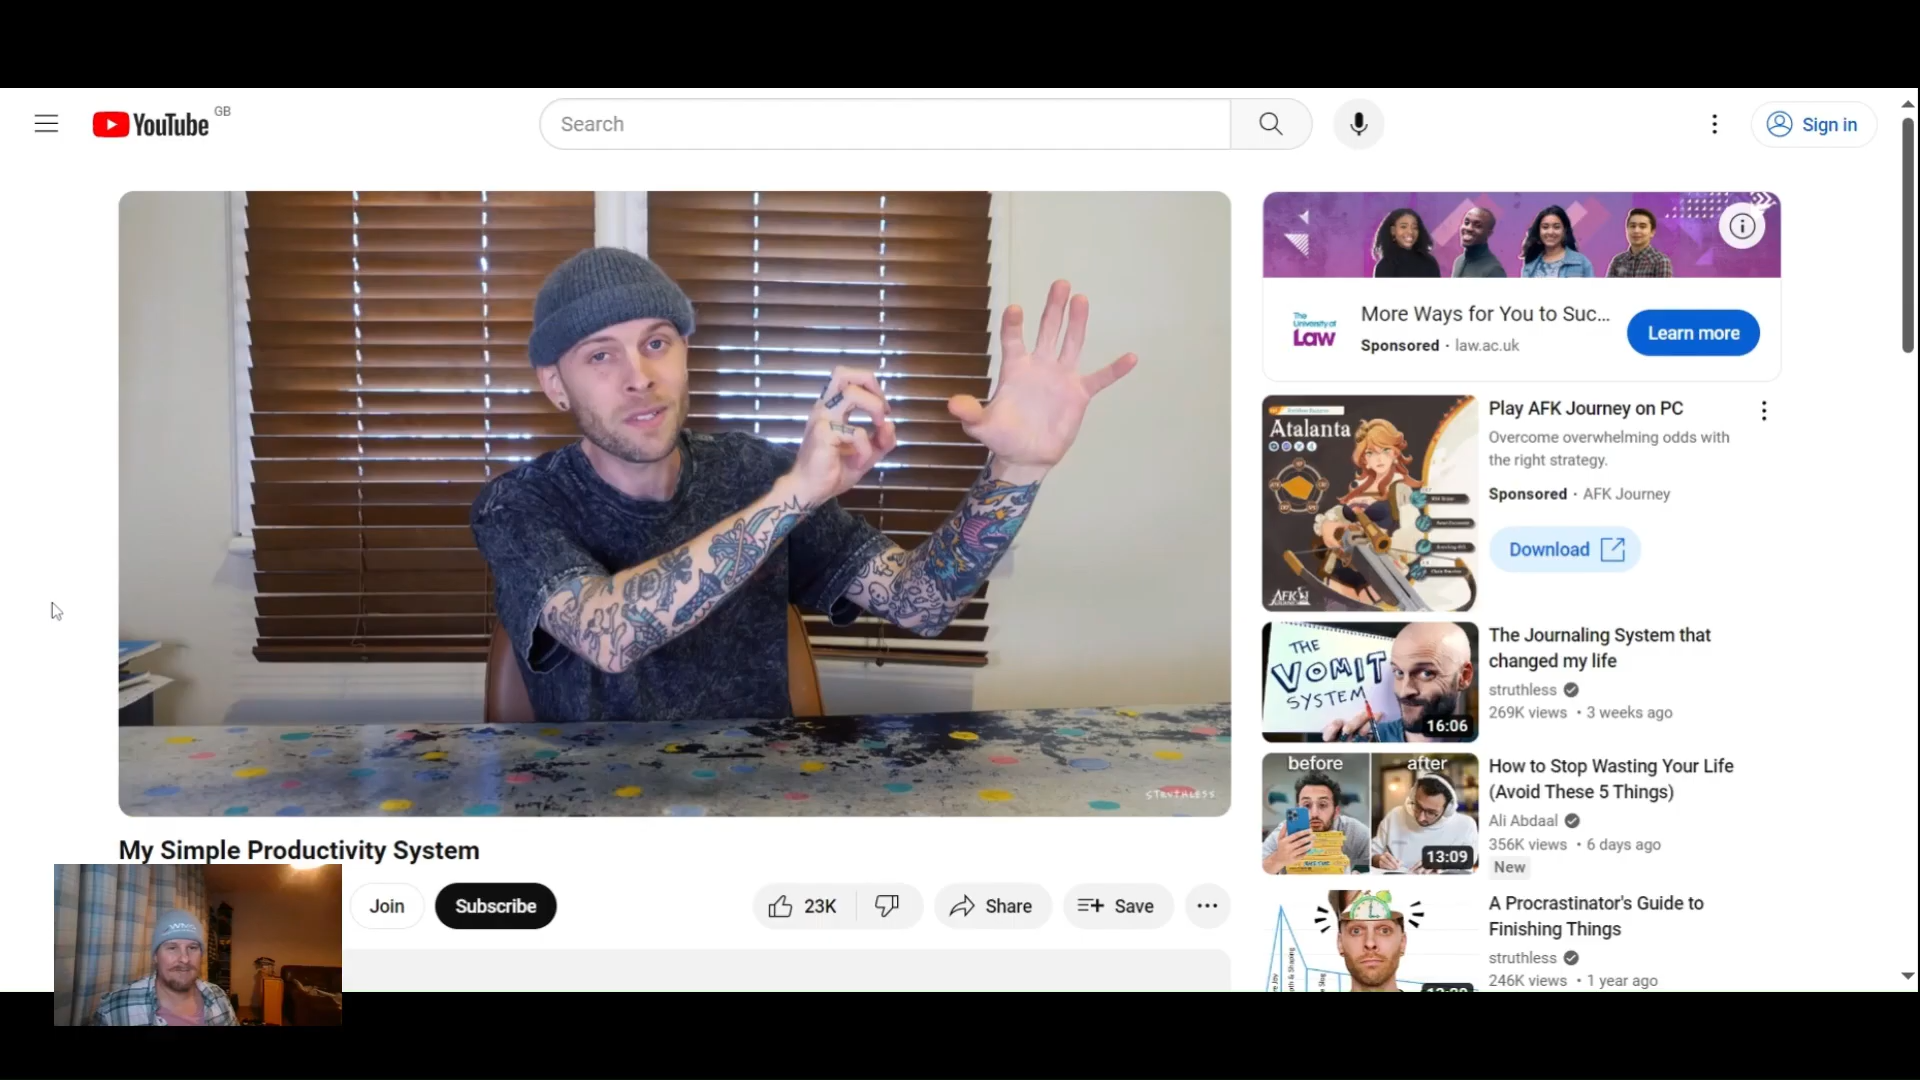 YouTube GB
Search
Sign in
The
University of
Law
More Ways for You to Suc...
Sponsored · law.ac.uk
Learn more
Atalanta
AFK
Play AFK Journey on PC
Overcome overwhelming odds with
the right strategy.
Sponsored · AFK Journey
Download
THE
VOMIT
SYSTEM
16:06
The Journaling System that
changed my life
struthless
269K views • 3 weeks ago
before after
13:09
How to Stop Wasting Your Life
(Avoid These 5 Things)
Ali Abdaal
356K views • 6 days ago
New
A Procrastinator's Guide to
Finishing Things
struthless
246K views • 1 year ago
STRUTHLESS
My Simple Productivity System
Join
Subscribe
23K
Share
Save